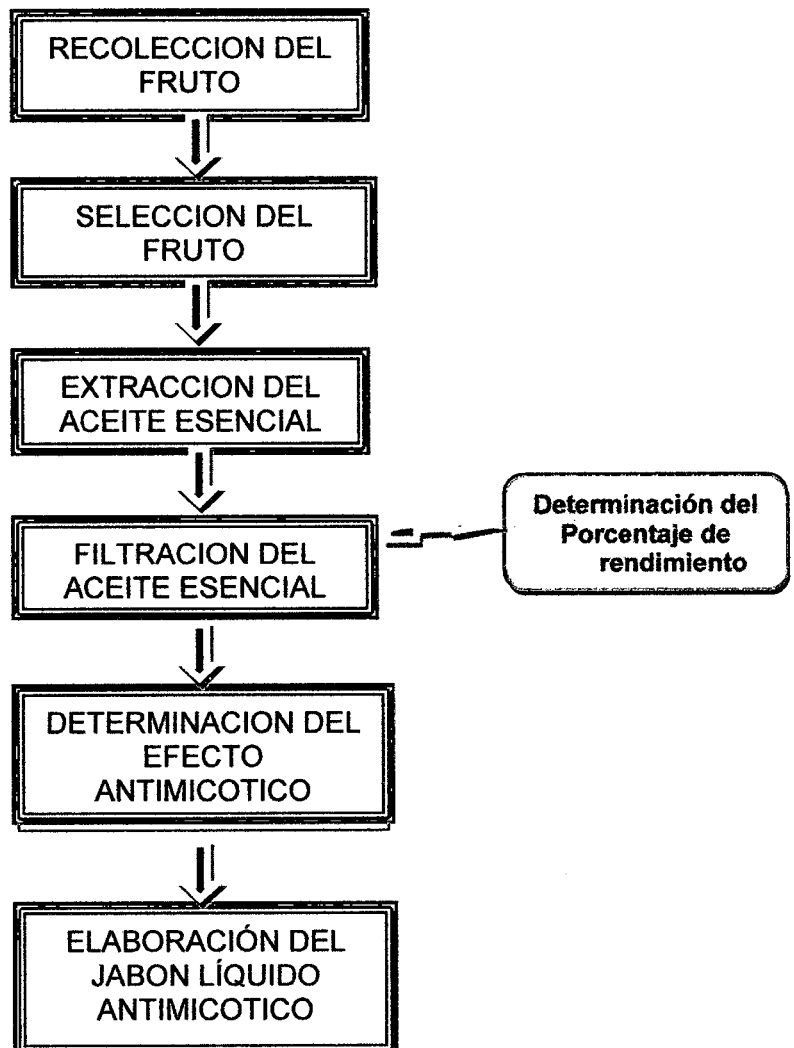 RECOLECCION DEL
FRUTO
SELECCION DEL
FRUTO
EXTRACCION DEL
ACEITE ESENCIAL
FILTRACION DEL
ACEITE ESENCIAL
Determinación del
Porcentaje de
rendimiento
DETERMINACION DEL
EFECTO
ANTIMICOTICO
ELABORACIÓN DEL
JABON LÍQUIDO
ANTIMICOTICO